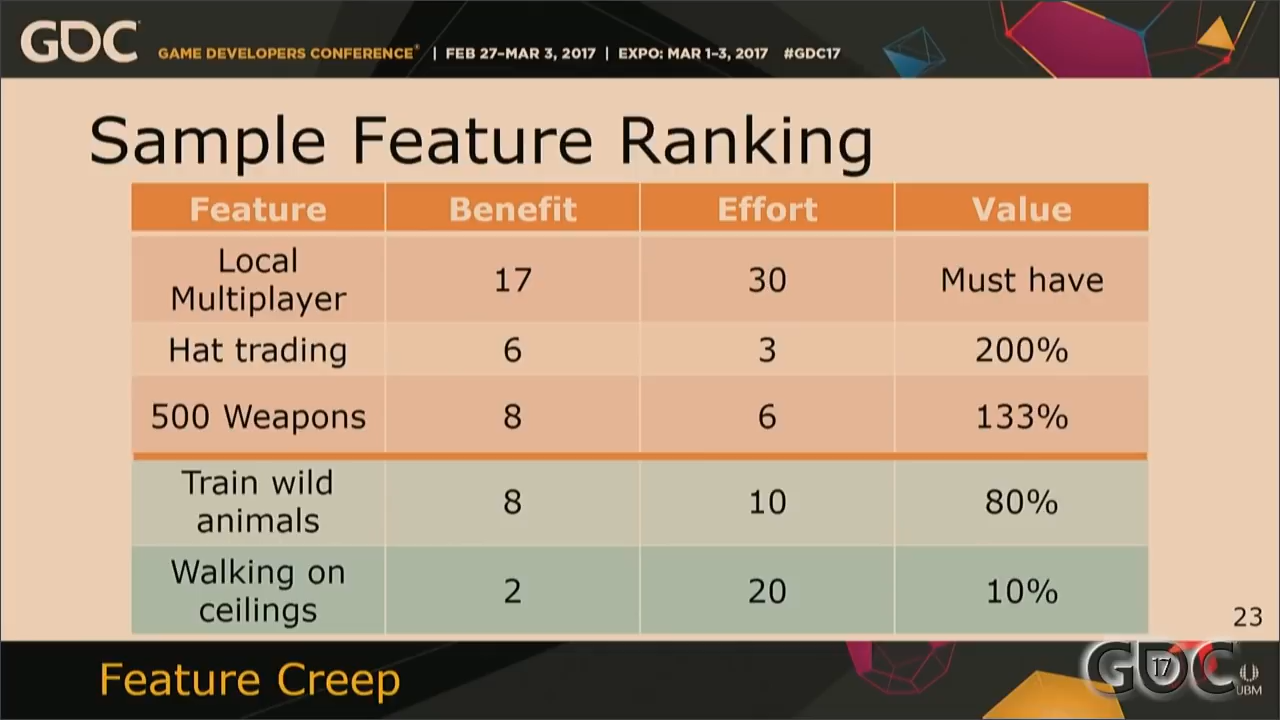 GDC GAME DEVELOPERS CONFERENCE® | FEB 27–MAR 3, 2017 | EXPO: MAR 1–3, 2017 #GDC17
Sample Feature Ranking
Feature Benefit Effort Value
Local
Multiplayer 17 30 Must have
Hat trading 6 3 200%
500 Weapons 8 6 133%
Train wild
animals 8 10 80%
Walking on
ceilings 2 20 10%
23
Feature Creep
GDC 17
UBM